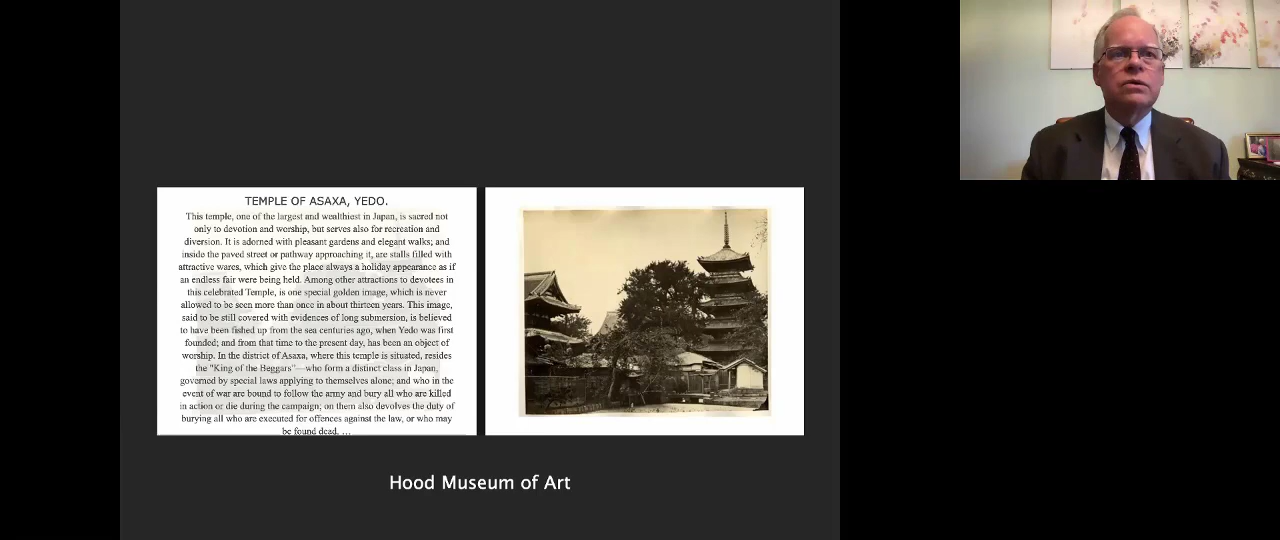 TEMPLE OF ASAXA, YEDO.
This temple, one of the largest and wealthiest in Japan, is sacred not
only to devotion and worship, but serves also for recreation and
diversion. It is adorned with pleasant gardens and elegant walks; and
inside the paved street or pathway approaching it, are stalls filled with
attractive wares, which give the place always a holiday appearance as if
an endless fair were being held. Among other attractions to devotees in
this celebrated Temple, is one special golden image, which is never
allowed to be seen more than once in about thirteen years. This image,
said to be still covered with evidences of long submersion, is believed
to have been fished up from the sea centuries ago, when Yedo was first
founded; and from that time to the present day, has been an object of
worship. In the district of Asaxa, where this temple is situated, resides
the "King of the Beggars"—who form a distinct class in Japan,
governed by special laws applying to themselves alone; and who in the
event of war are bound to follow the army and bury all who are killed
in action or die during the campaign; on them also devolves the duty of
burying all who are executed for offences against the law, or who may
be found dead. …
Hood Museum of Art